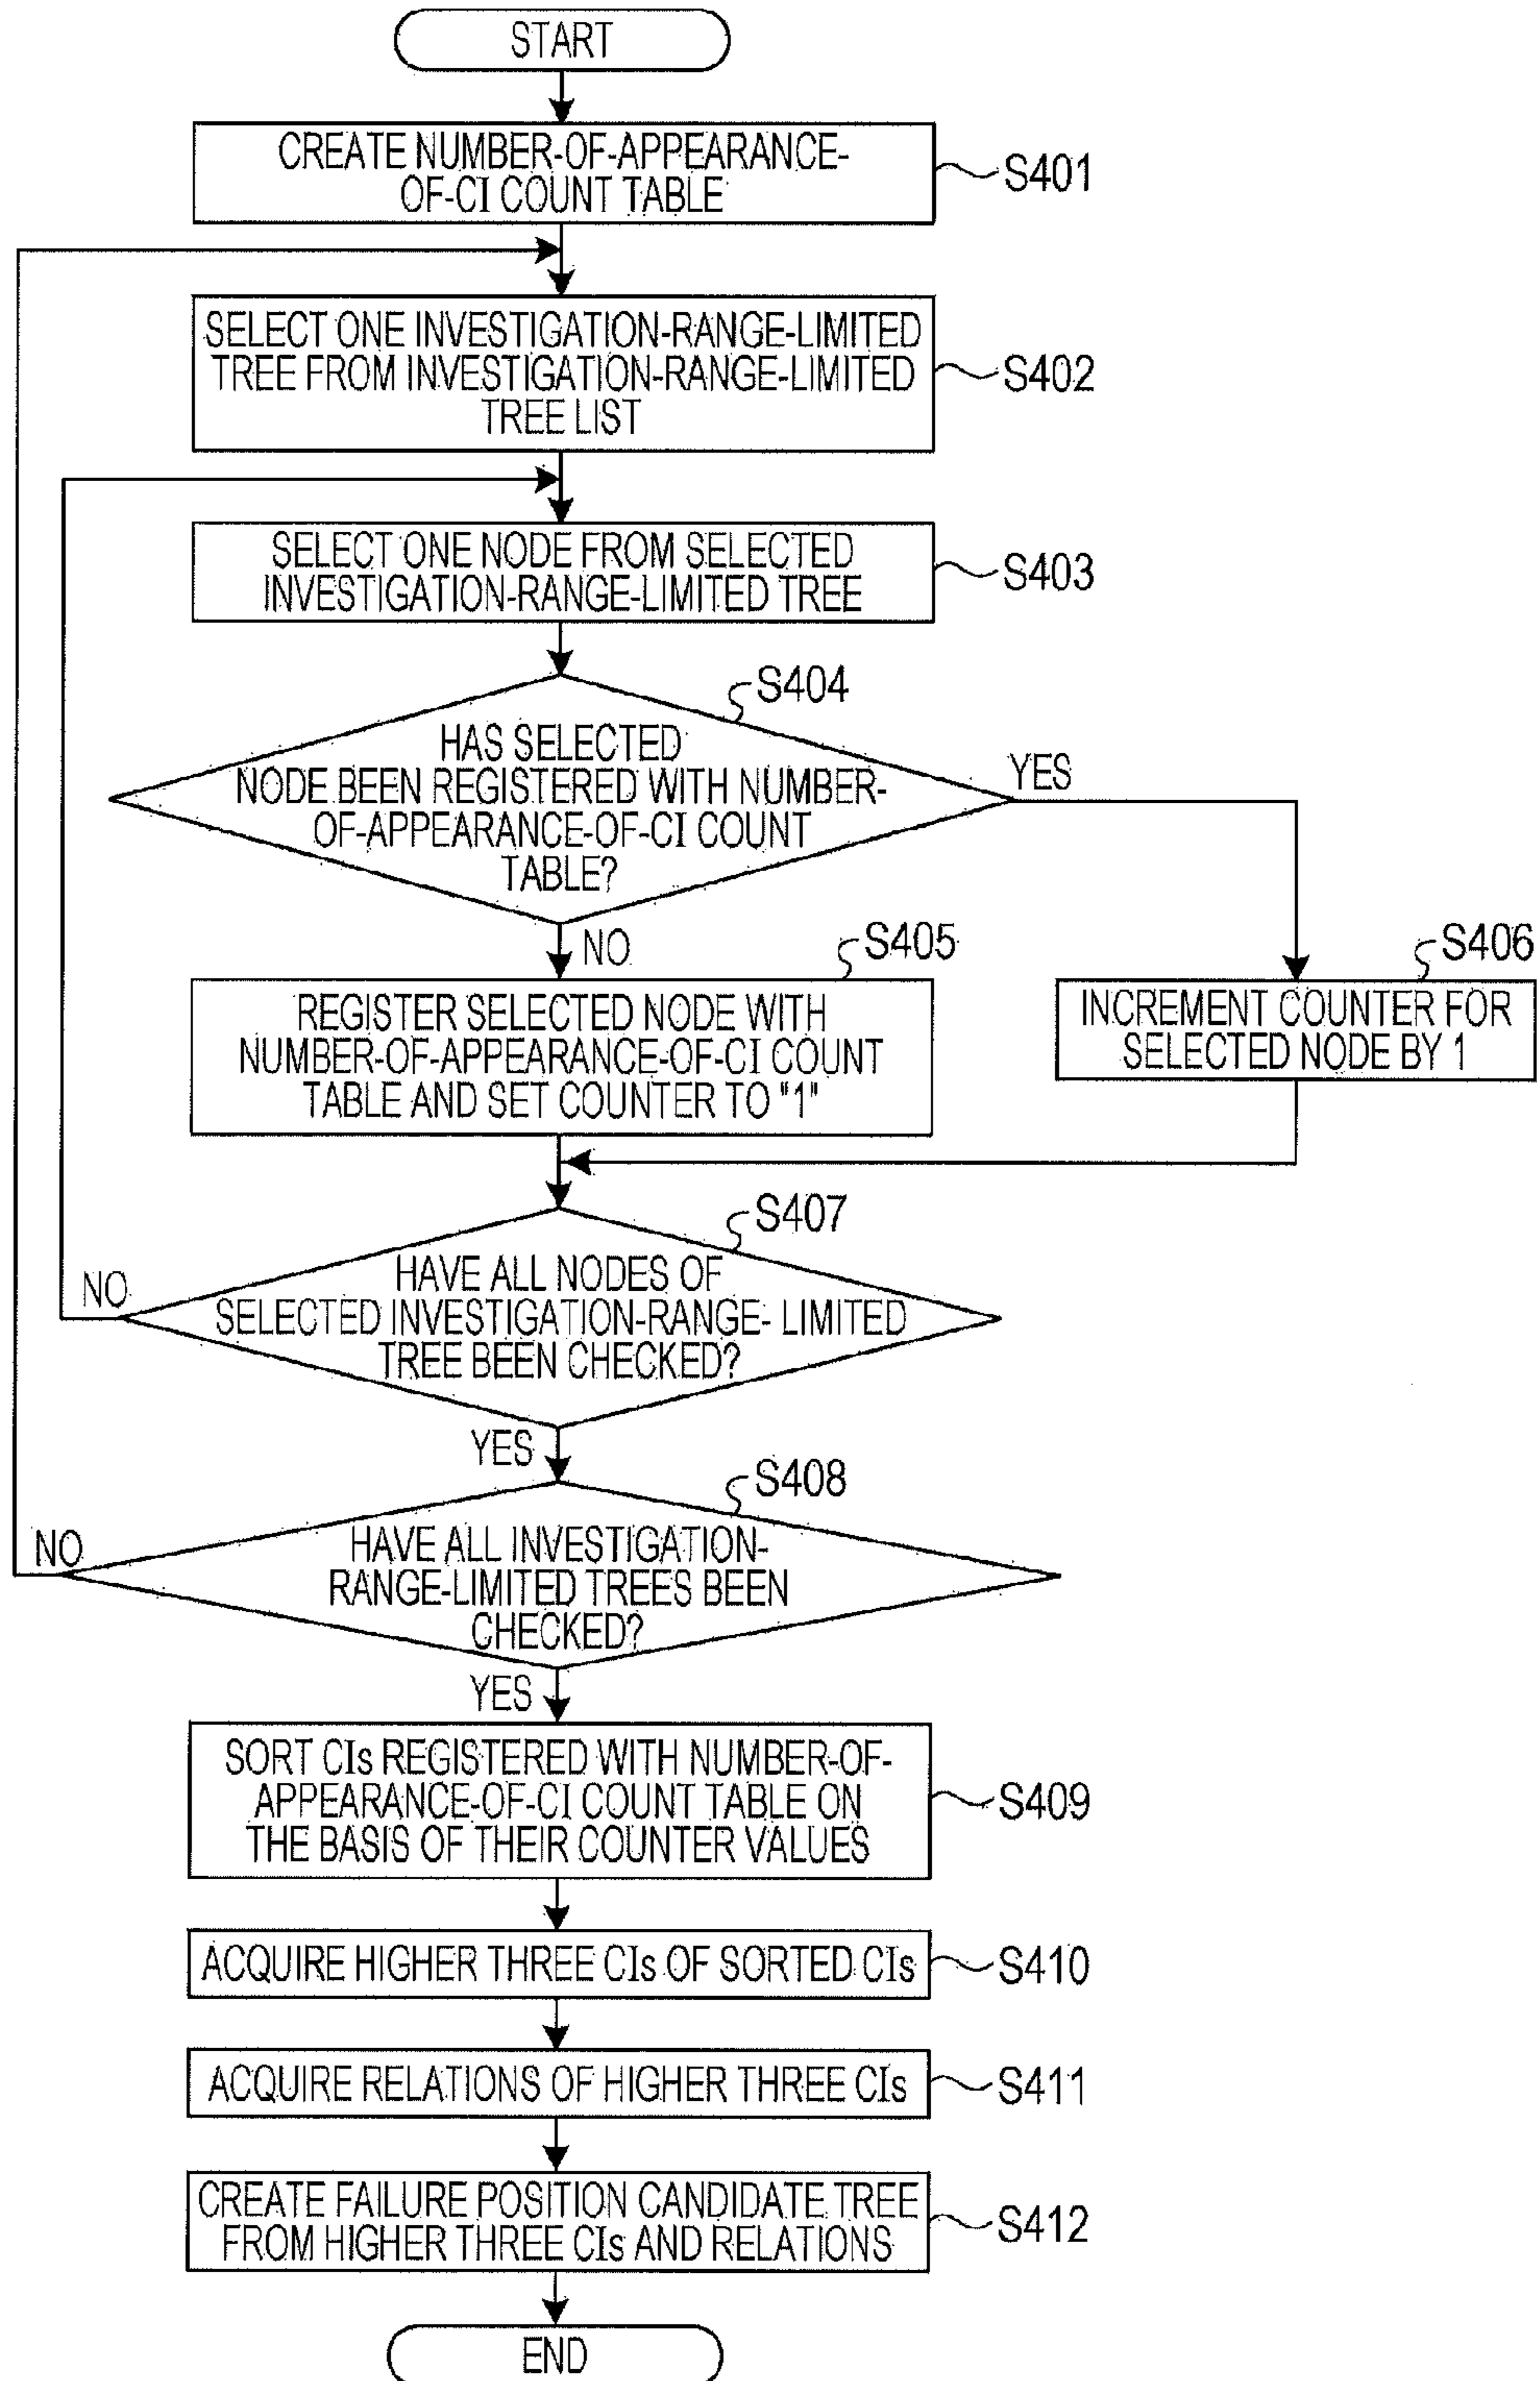 START
CREATE NUMBER-OF-APPEARANCE-
OF-CI COUNT TABLE
S401
SELECT ONE INVESTIGATION-RANGE-LIMITED
TREE FROM INVESTIGATION-RANGE-LIMITED
TREE LIST
S402
SELECT ONE NODE FROM SELECTED
INVESTIGATION-RANGE-LIMITED TREE
S403
S404
HAS SELECTED
NODE BEEN REGISTERED WITH NUMBER-
OF-APPEARANCE-OF-CI COUNT
TABLE?
YES
NO
S405
REGISTER SELECTED NODE WITH
NUMBER-OF-APPEARANCE-OF-CI COUNT
TABLE AND SET COUNTER TO "1"
S406
INCREMENT COUNTER FOR
SELECTED NODE BY 1
S407
HAVE ALL NODES OF
SELECTED INVESTIGATION-RANGE- LIMITED
TREE BEEN CHECKED?
NO
YES
S408
HAVE ALL INVESTIGATION-
RANGE-LIMITED TREES BEEN
CHECKED?
NO
YES
SORT CIs REGISTERED WITH NUMBER-OF-
APPEARANCE-OF-CI COUNT TABLE ON
THE BASIS OF THEIR COUNTER VALUES
S409
ACQUIRE HIGHER THREE CIs OF SORTED CIs
S410
ACQUIRE RELATIONS OF HIGHER THREE CIs
S411
CREATE FAILURE POSITION CANDIDATE TREE
FROM HIGHER THREE CIs AND RELATIONS
S412
END